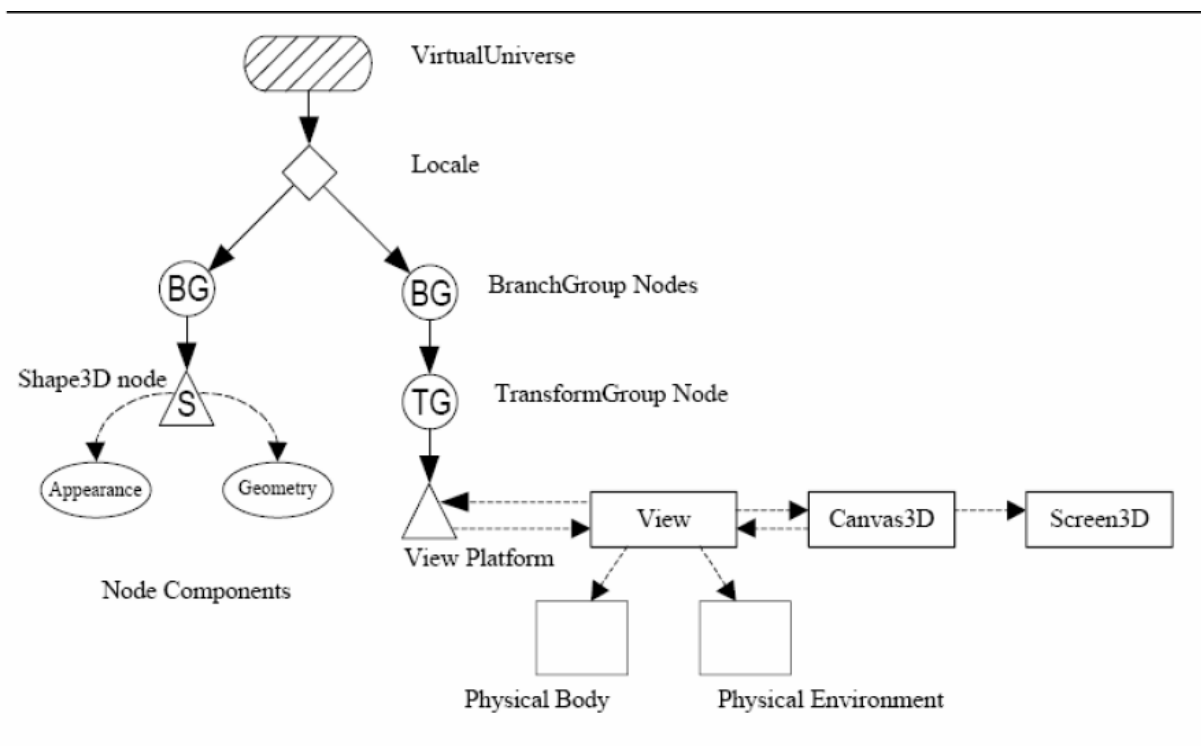 VirtualUniverse
Locale
BG
BG
BranchGroup Nodes
Shape3D node
S
TG
TransformGroup Node
Appearance
Geometry
View
Canvas3D
Screen3D
View Platform
Node Components
Physical Body
Physical Environment